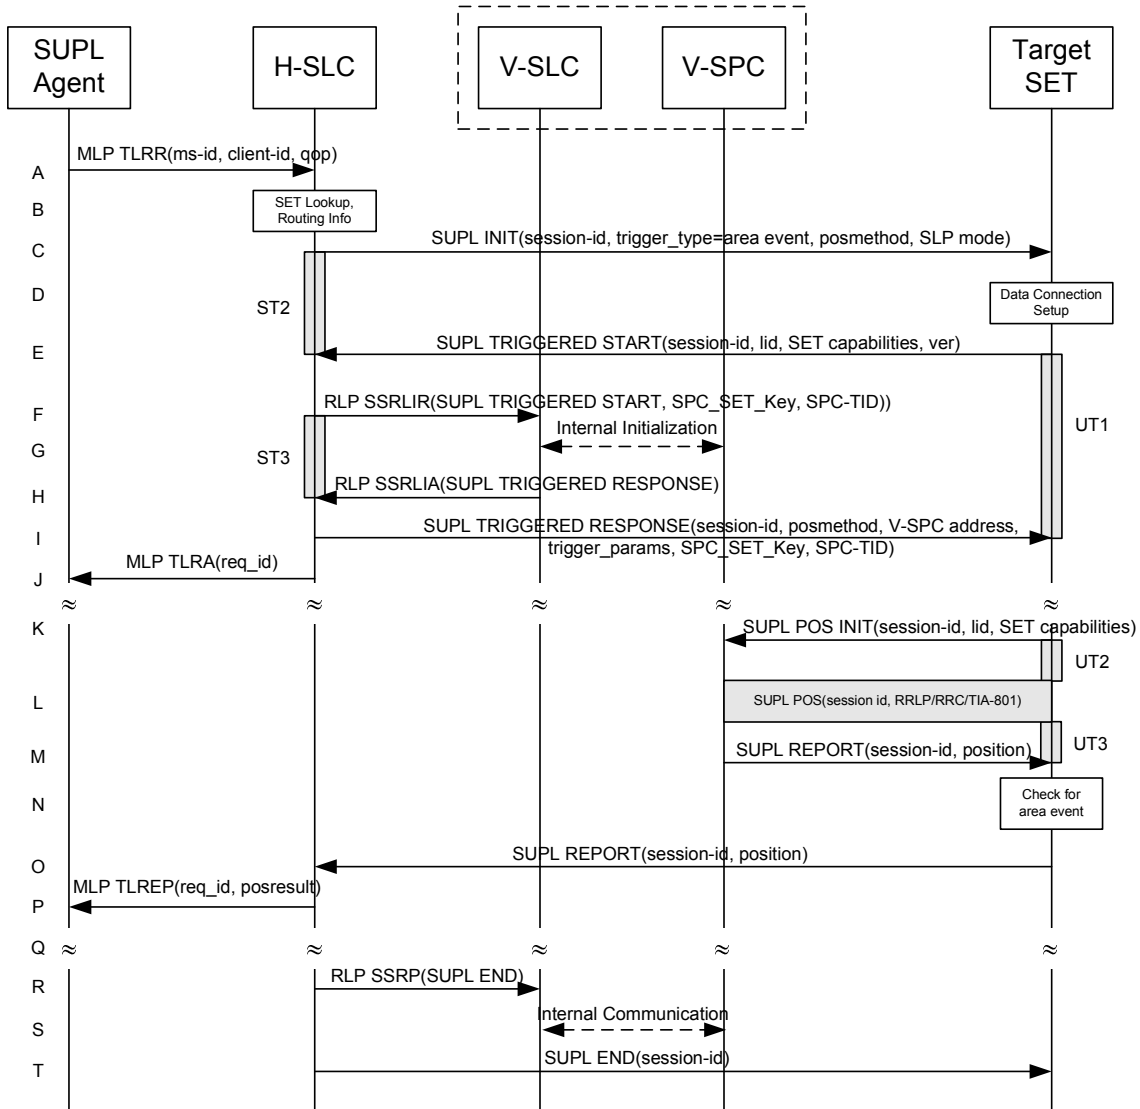 SUPL
Agent
H-SLC
V-SLC
V-SPC
Target
SET
MLP TLRR(ms-id, client-id, qop)
A
SET Lookup,
Routing Info
B
SUPL INIT(session-id, trigger_type=area event, posmethod, SLP mode)
C
D
ST2
Data Connection
Setup
SUPL TRIGGERED START(session-id, lid, SET capabilities, ver)
E
RLP SSRLIR(SUPL TRIGGERED START, SPC_SET_Key, SPC-TID))
F
Internal Initialization
UT1
G
ST3
RLP SSRLIA(SUPL TRIGGERED RESPONSE)
H
SUPL TRIGGERED RESPONSE(session-id, posmethod, V-SPC address,
trigger_params, SPC_SET_Key, SPC-TID)
I
MLP TLRA(req_id)
J
≈ ≈ ≈ ≈ ≈
K
SUPL POS INIT(session-id, lid, SET capabilities)
UT2
L
SUPL POS(session id, RRLP/RRC/TIA-801)
UT3
M
SUPL REPORT(session-id, position)
N
Check for
area event
SUPL REPORT(session-id, position)
O
MLP TLREP(req_id, posresult)
P
Q ≈ ≈ ≈ ≈ ≈
RLP SSRP(SUPL END)
R
Internal Communication
S
SUPL END(session-id)
T